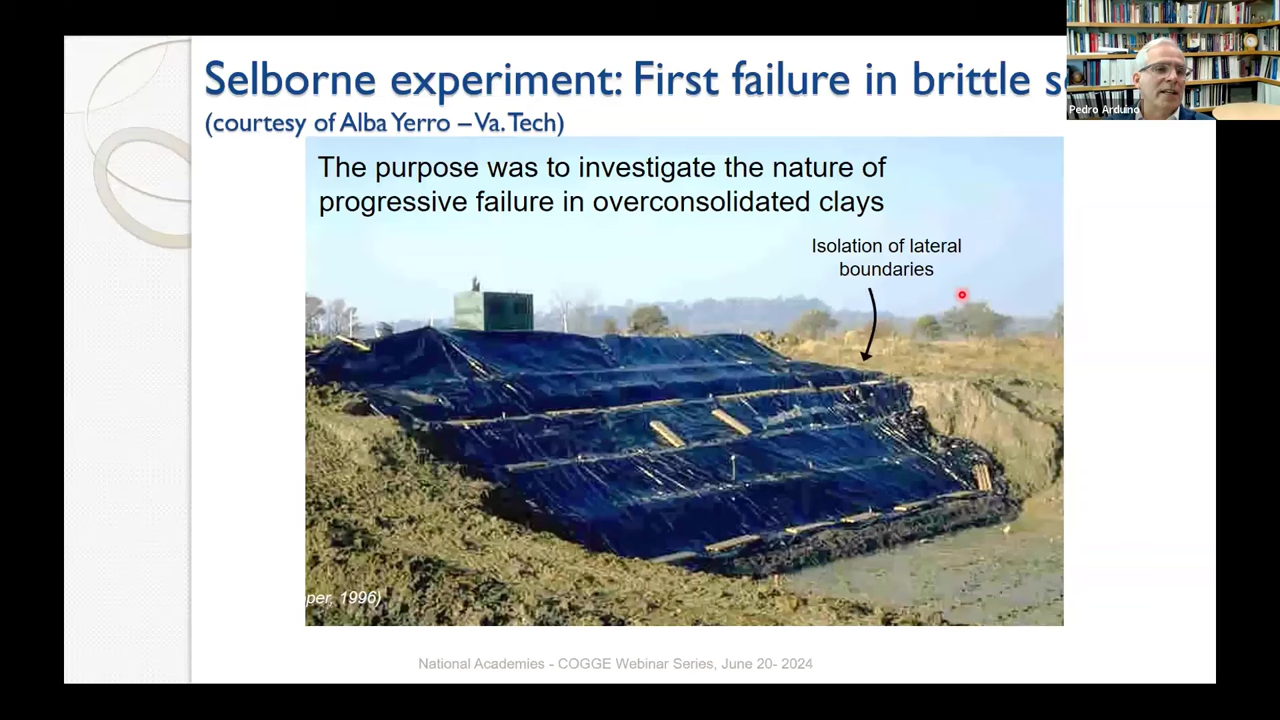 Selborne experiment: First failure in brittle
(courtesy of Alba Yerro – Va. Tech)
Pedro Arduino
The purpose was to investigate the nature of
progressive failure in overconsolidated clays
Isolation of lateral
boundaries
1996)
National Academies - COGGE Webinar Series, June 20- 2024